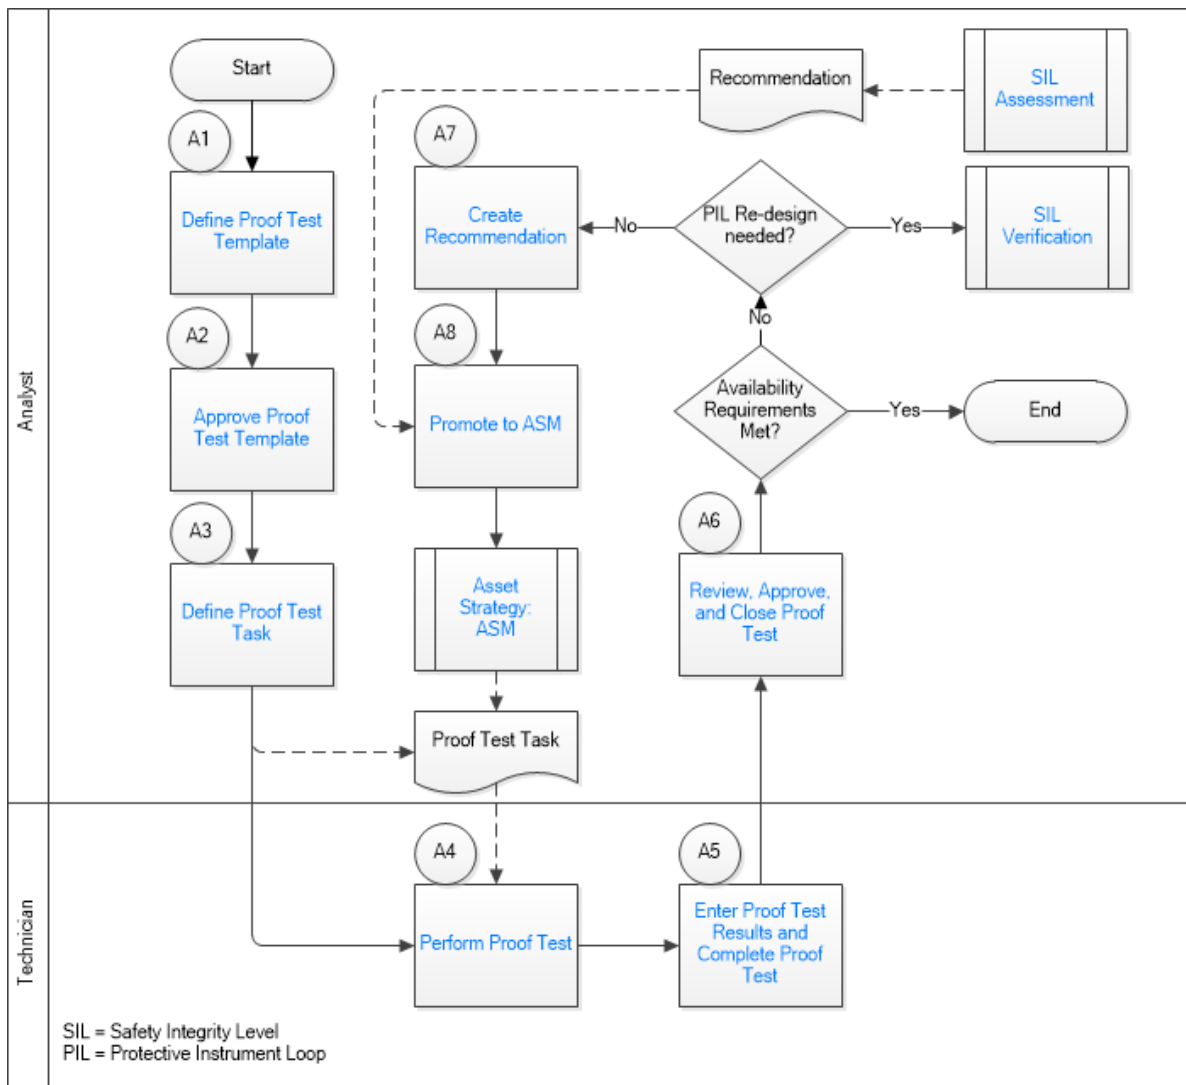 Start
A1
Define Proof Test
Template
A2
Approve Proof
Test Template
A3
Define Proof Test
Task
Recommendation
SIL
Assessment
A7
Create
Recommendation
No
PIL Re-design
needed?
Yes
SIL
Verification
A8
Promote to ASM
No
Availability
Requirements
Met?
Yes
End
Asset
Strategy:
ASM
A6
Review, Approve,
and Close Proof
Test
Proof Test Task
Analyst
A4
Perform Proof Test
A5
Enter Proof Test
Results and
Complete Proof
Test
Technician
SIL = Safety Integrity Level
PIL = Protective Instrument Loop